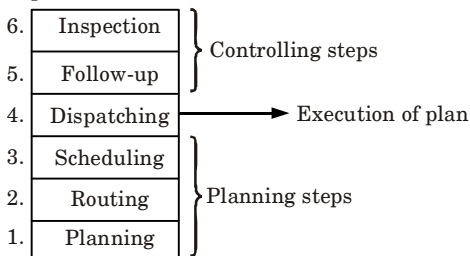 6. Inspection
Controlling steps
5. Follow-up
4. Dispatching Execution of plan
3. Scheduling
2. Routing Planning steps
1. Planning